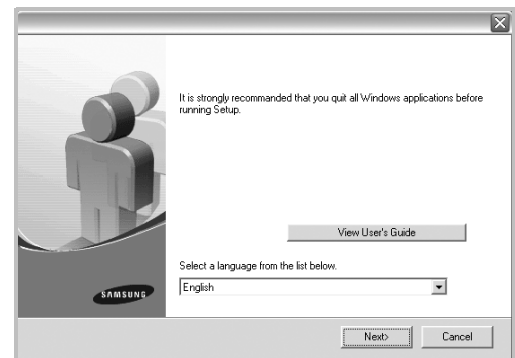 It is strongly recommanded that you quit all Windows applications before
running Setup.
View User's Guide
Select a language from the list below.
English
SAMSUNG
Next>
Cancel